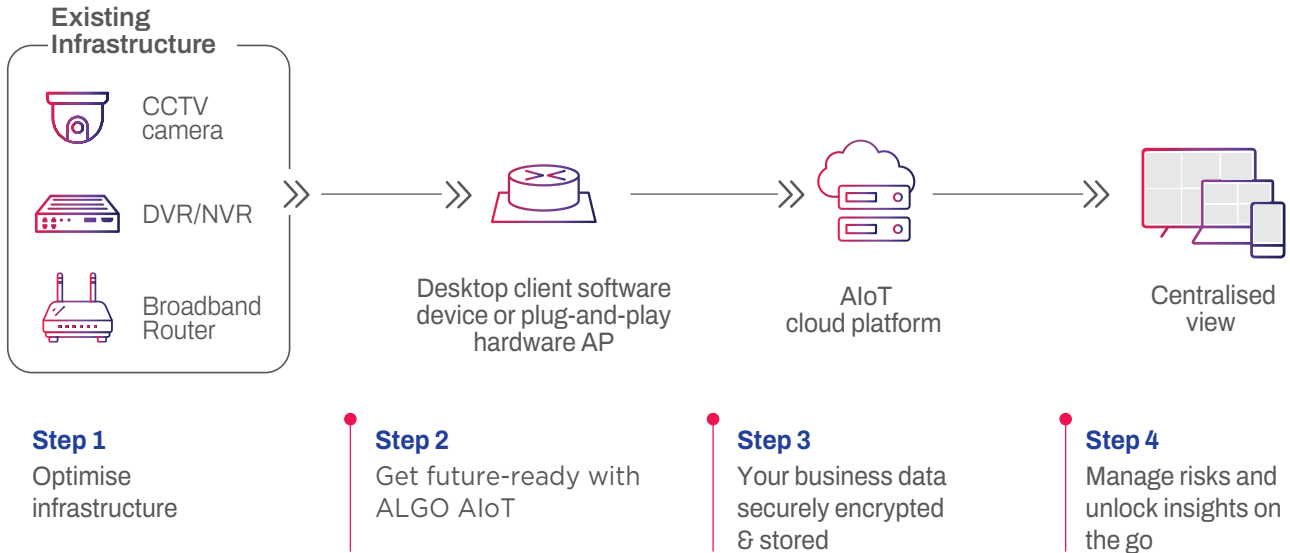 Existing
Infrastructure
CCTV
camera
DVR/NVR
Broadband
Router
Desktop client software
device or plug-and-play
hardware AP
AIoT
cloud platform
Centralised
view
Step 1
Optimise
infrastructure
Step 2
Get future-ready with
ALGO AIoT
Step 3
Your business data
securely encrypted
& stored
Step 4
Manage risks and
unlock insights on
the go